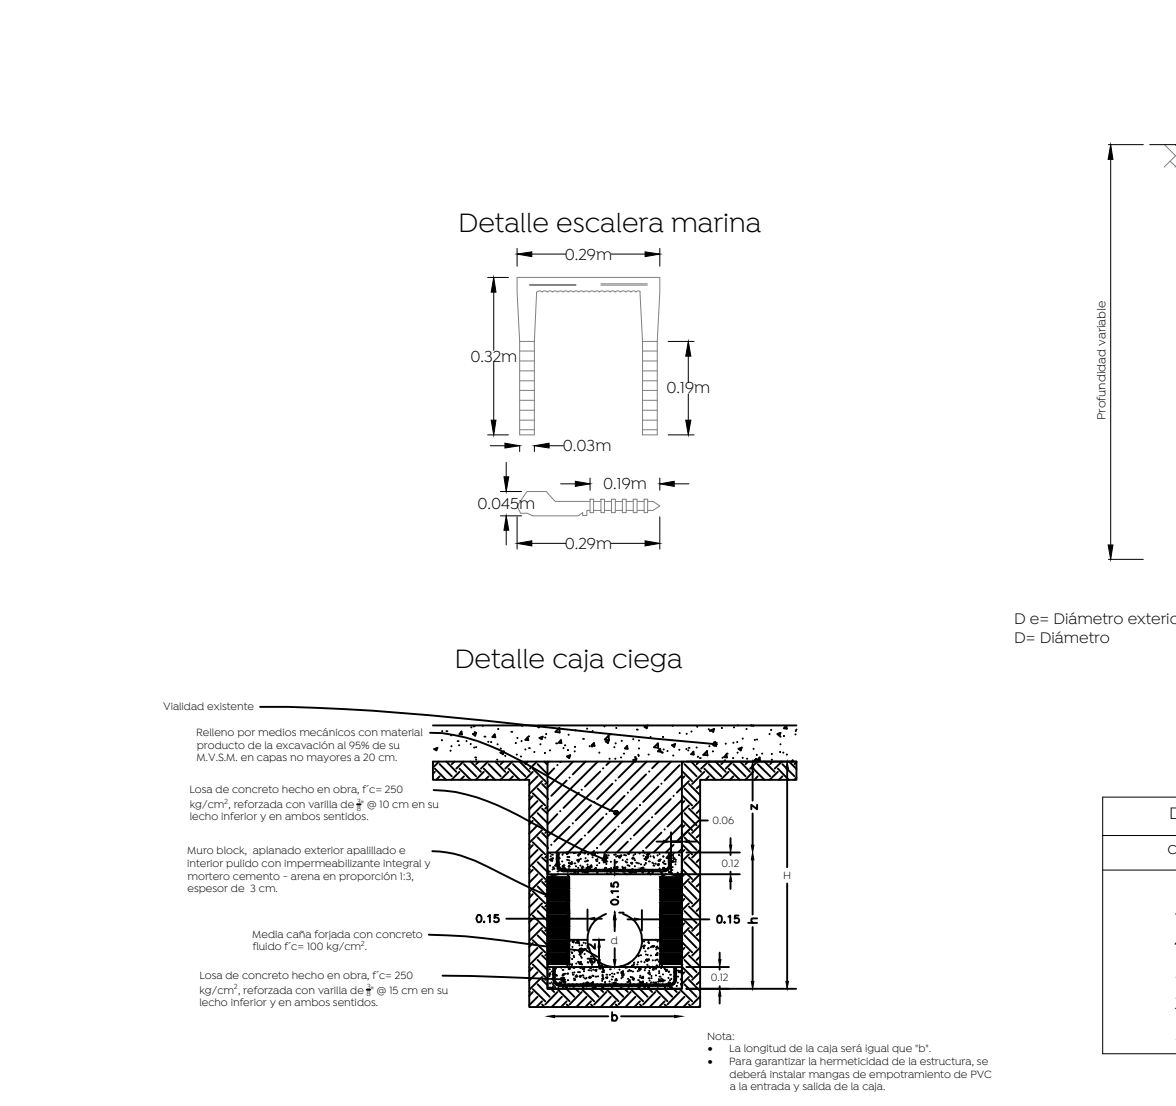 Detalle escalera marina
0.29m
0.32m
0.19m
0.03m
0.19m
0.045m
0.29m
Profundidad variable
D e= Diámetro exterio
D= Diámetro
Detalle caja ciega
Vialidad existente
Relleno por medios mecánicos con material
producto de la excavación al 95% de su
M.V.S.M. en capas no mayores a 20 cm.
Losa de concreto hecho en obra, f´c= 250
kg/cm², reforzada con varilla de 3/8" @ 10 cm en su
lecho inferior y en ambos sentidos.
Muro block, aplanado exterior apalillado e
interior pulido con impermeabilizante integral y
mortero cemento - arena en proporción 1:3,
espesor de 3 cm.
Media caña forjada con concreto
fluido f´c= 100 kg/cm².
Losa de concreto hecho en obra, f´c= 250
kg/cm², reforzada con varilla de 3/8" @ 15 cm en su
lecho inferior y en ambos sentidos.
z
0.06
0.12
H
0.15
0.15
0.15
h
d
0.12
b
Nota:
• La longitud de la caja será igual que "b".
• Para garantizar la hermeticidad de la estructura, se
deberá instalar mangas de empotramiento de PVC
a la entrada y salida de la caja.